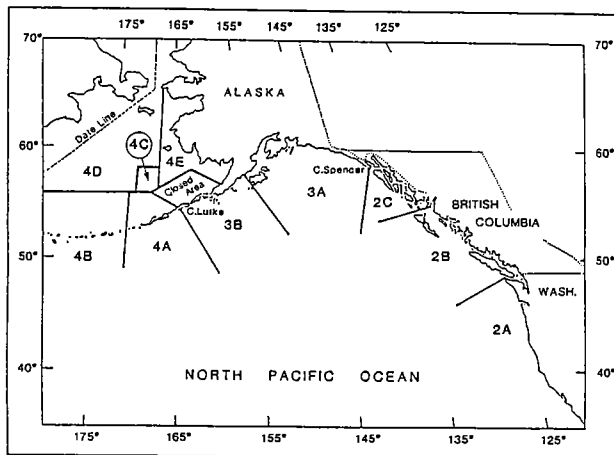 175° 165° 155° 145° 135°
70° 70°
ALASKA
Date Line
60° 60°
4C 4E
4D
Closed Area
C.Spencer
3A
2C
BRITISH
COLUMBIA
C.Lutke
3B
50° 50°
4B 4A
2B
WASH.
2A
40° 40°
NORTH PACIFIC OCEAN
175° 165° 155° 145° 135° 125°